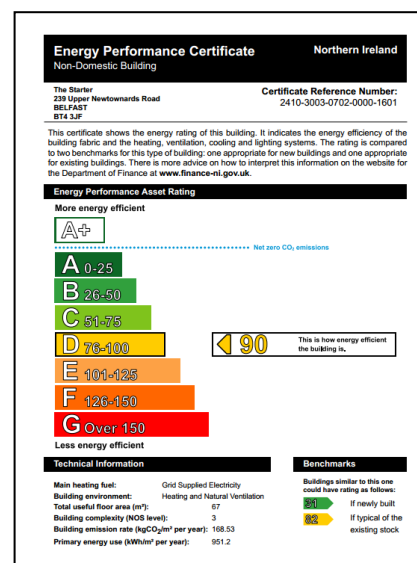 Energy Performance Certificate
Northern Ireland
Non-Domestic Building
The Starter
239 Upper Newtownards Road
BELFAST
BT4 3JF
Certificate Reference Number:
2410-3003-0702-0000-1601
This certificate shows the energy rating of this building. It indicates the energy efficiency of the
building fabric and the heating, ventilation, cooling and lighting systems. The rating is compared
to two benchmarks for this type of building: one appropriate for new buildings and one appropriate
for existing buildings. There is more advice on how to interpret this information on the website for
the Department of Finance at www.finance-ni.gov.uk.
Energy Performance Asset Rating
More energy efficient
A+
Net zero CO₂ emissions
A 0-25
B 26-50
C 51-75
D 76-100
90
This is how energy efficient
the building is.
E 101-125
F 126-150
G Over 150
Less energy efficient
Technical Information
Main heating fuel: Grid Supplied Electricity
Building environment: Heating and Natural Ventilation
Total useful floor area (m²): 67
Building complexity (NOS level): 3
Building emission rate (kgCO₂/m² per year): 168.53
Primary energy use (kWh/m² per year): 951.2
Benchmarks
Buildings similar to this one
could have rating as follows:
31 If newly built
82 If typical of the
existing stock